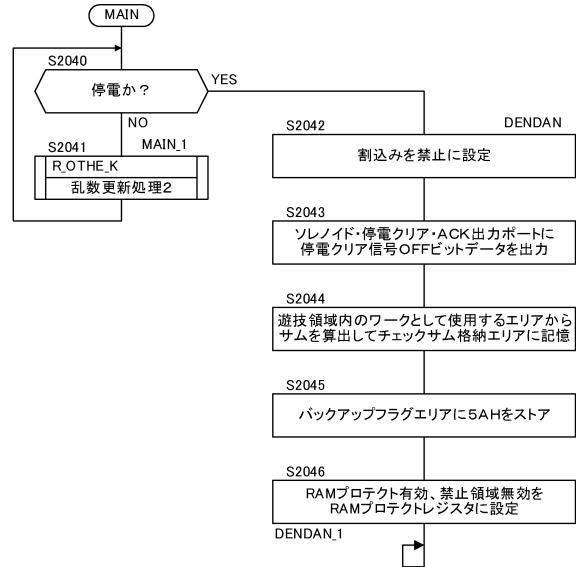 MAIN
S2040
停電か？
YES
NO
S2041
MAIN_1
R_OTHE_K
乱数更新処理２
S2042
DENDAN
割込みを禁止に設定
S2043
ソレノイド・停電クリア・ACK出力ポートに
停電クリア信号OFFビットデータを出力
S2044
遊技領域内のワークとして使用するエリアから
サムを算出してチェックサム格納エリアに記憶
S2045
バックアップフラグエリアに５AHをストア
S2046
RAMプロテクト有効、禁止領域無効を
RAMプロテクトレジスタに設定
DENDAN_1